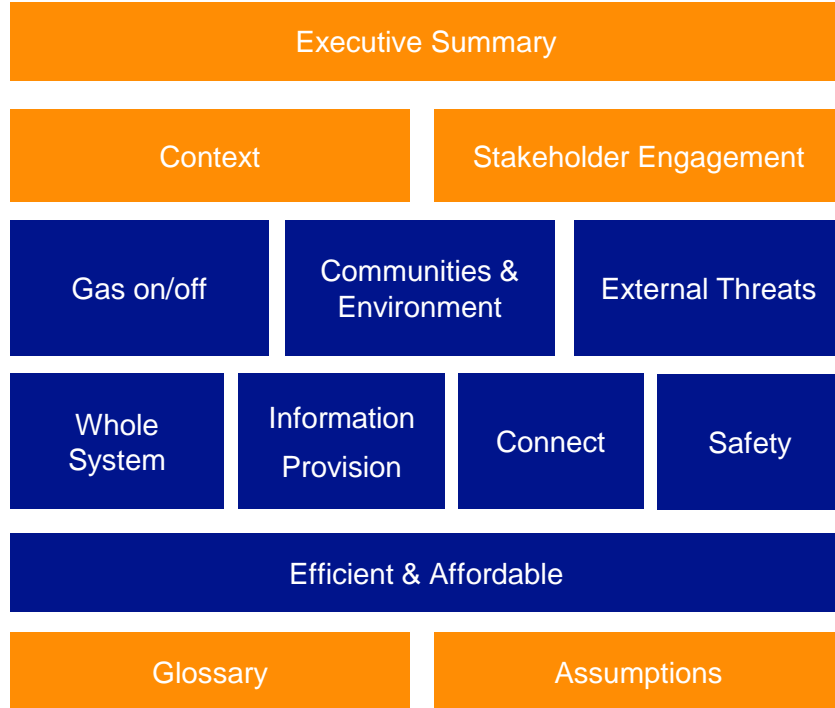 Executive Summary
Context
Stakeholder Engagement
Gas on/off
Communities &
Environment
External Threats
Whole
System
Information
Provision
Connect
Safety
Efficient & Affordable
Glossary
Assumptions